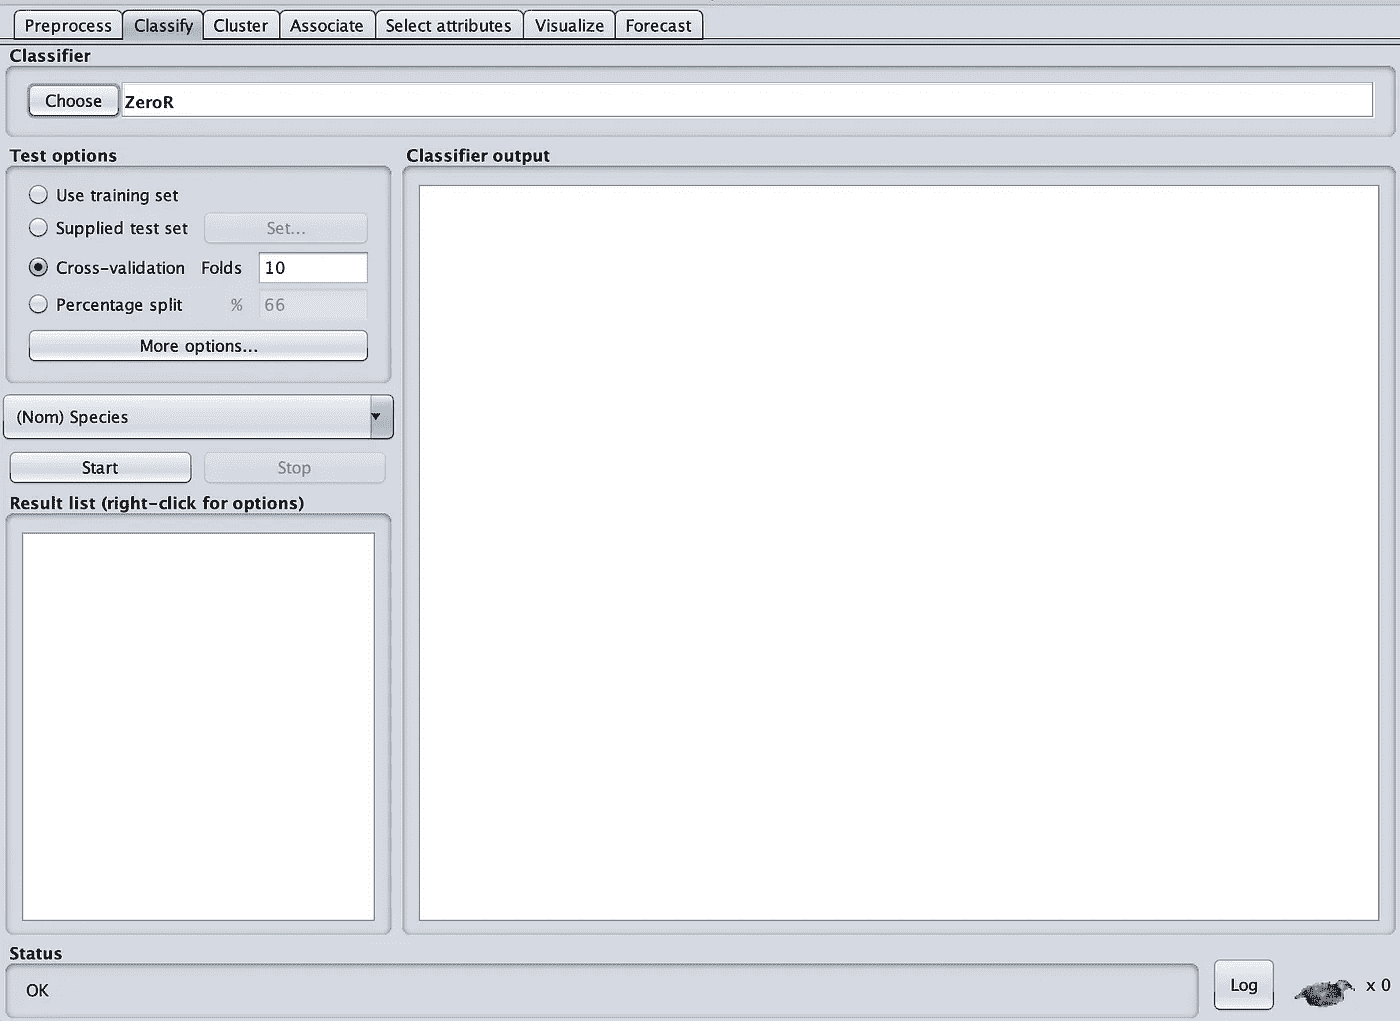 Preprocess Classify Cluster Associate Select attributes Visualize Forecast
Classifier
Choose ZeroR
Test options
Use training set
Supplied test set Set...
Cross-validation Folds 10
Percentage split % 66
More options...
(Nom) Species
Start Stop
Result list (right-click for options)
Classifier output
Status
OK
Log x 0